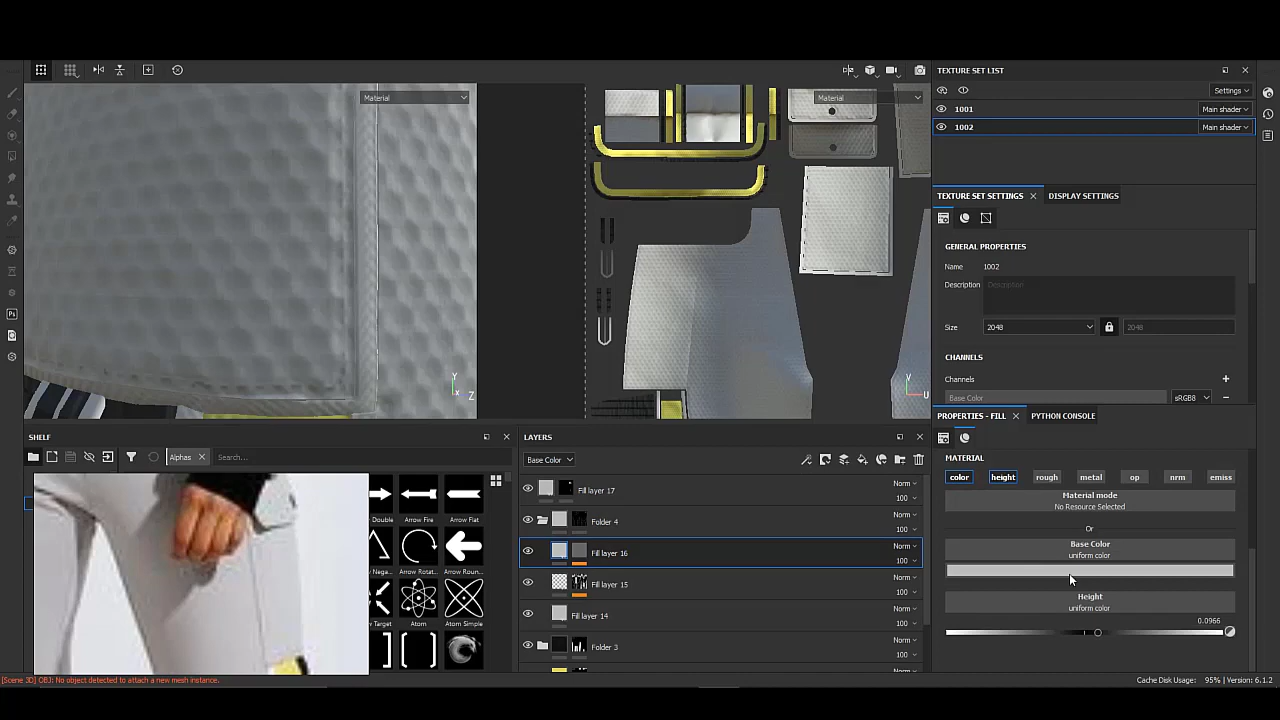 TEXTURE SET LIST
Settings
1001
Main shader
1002
Main shader
Material
Material
TEXTURE SET SETTINGS
DISPLAY SETTINGS
GENERAL PROPERTIES
Name
1002
Description
Description
Size
2048
2048
CHANNELS
Channels
Base Color
sRGB8
Y
Z
V
U
PROPERTIES - FILL
PYTHON CONSOLE
MATERIAL
color
height
rough
metal
op
nrm
emiss
Material mode
No Resource Selected
Or
Base Color
uniform color
Height
uniform color
0.0966
SHELF
Alphas
Search...
Double
Arrow Fire
Arrow Flat
Nega...
Arrow Rotat...
Arrow Roun...
Target
Atom
Atom Simple
LAYERS
Base Color
Fill layer 17
Norm
100
Folder 4
Norm
100
Fill layer 16
Norm
100
Fill layer 15
Norm
100
Fill layer 14
Norm
100
Folder 3
Norm
100
Norm
[Scene 3D] OBJ: No object detected to attach a new mesh instance.
Cache Disk Usage: 95% | Version: 6.1.2